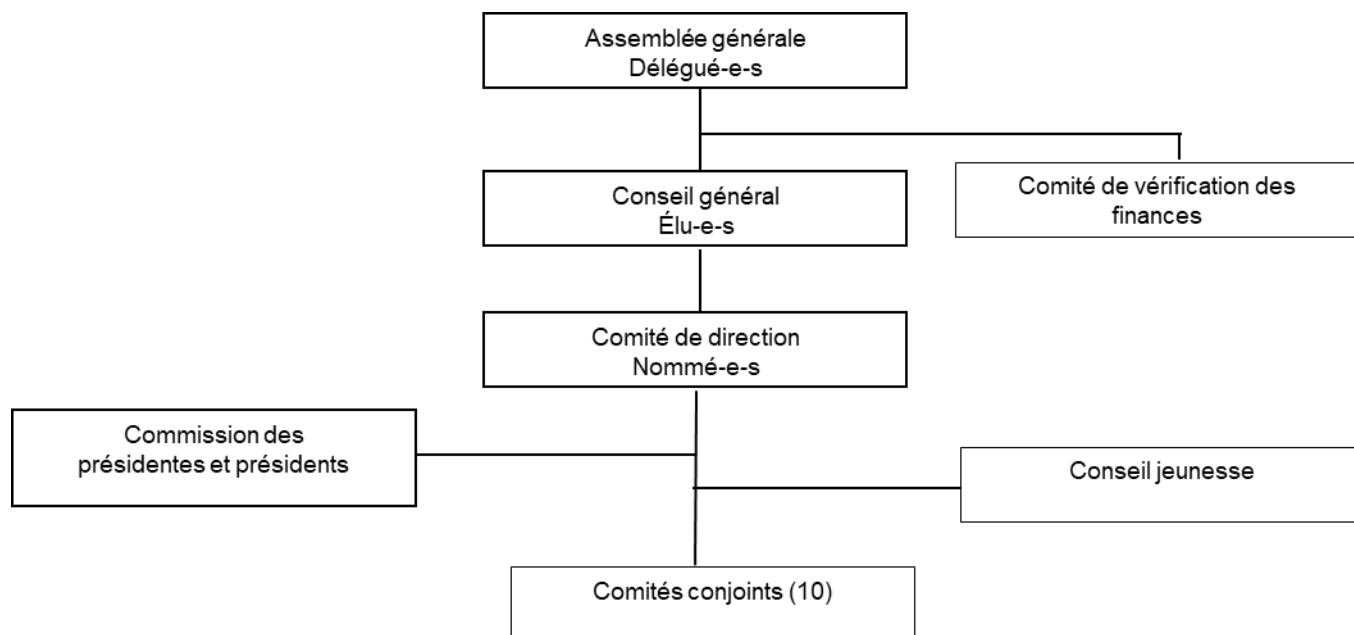 Assemblée générale
Délégué-e-s
Comité de vérification des
finances
Conseil général
Élu-e-s
Comité de direction
Nommé-e-s
Commission des
présidentes et présidents
Conseil jeunesse
Comités conjoints (10)